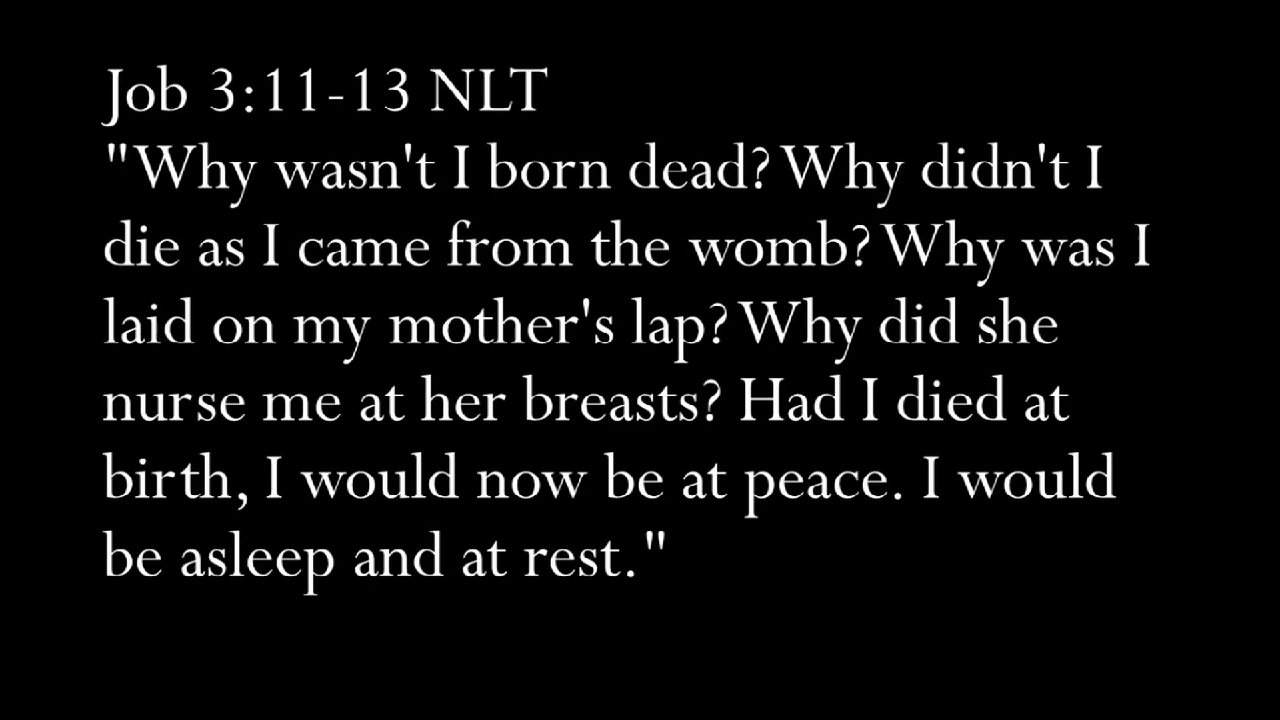 Job 3:11-13 NLT
"Why wasn't I born dead? Why didn't I
die as I came from the womb? Why was I
laid on my mother's lap? Why did she
nurse me at her breasts? Had I died at
birth, I would now be at peace. I would
be asleep and at rest."